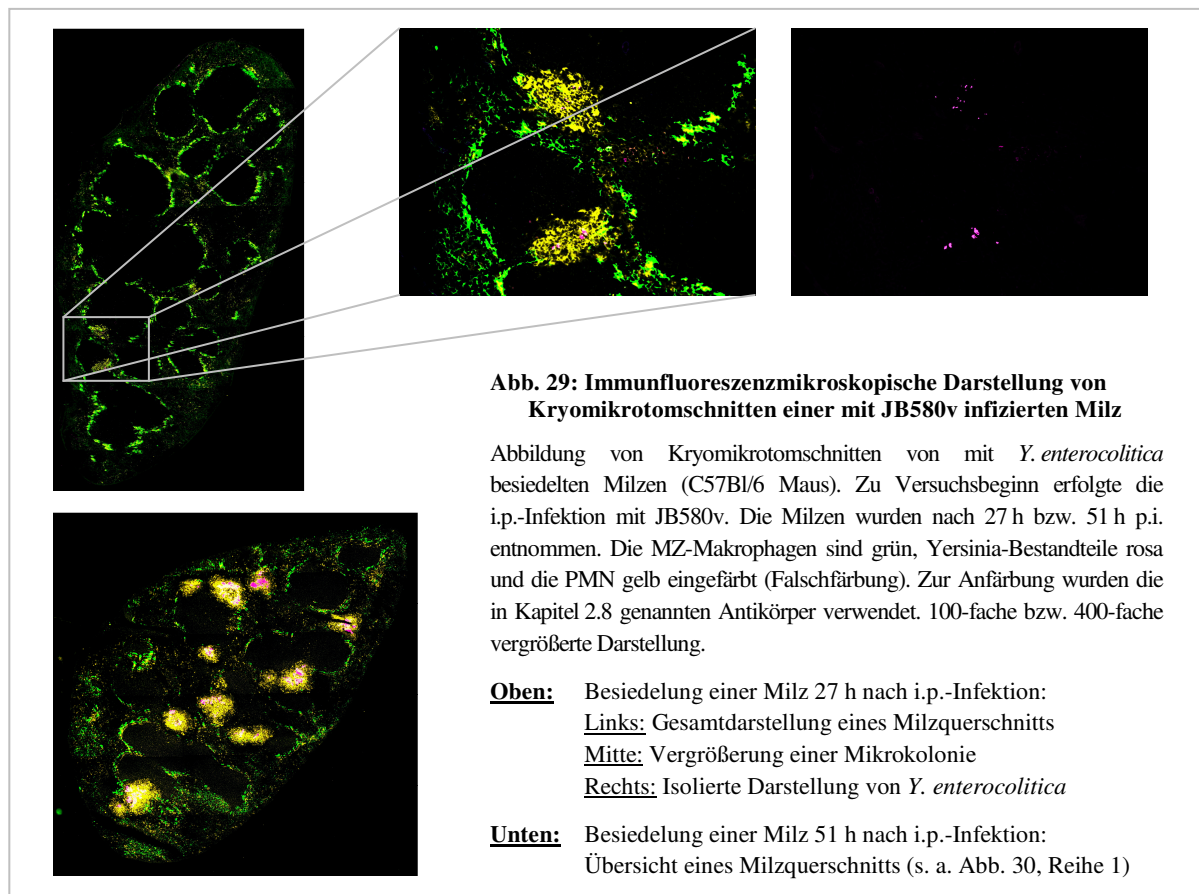 Abb. 29: Immunfluoreszenzmikroskopische Darstellung von
Kryomikrotomschnitten einer mit JB580v infizierten Milz
Abbildung von Kryomikrotomschnitten von mit Y. enterocolitica
besiedelten Milzen (C57Bl/6 Maus). Zu Versuchsbeginn erfolgte die
i.p.-Infektion mit JB580v. Die Milzen wurden nach 27 h bzw. 51 h p.i.
entnommen. Die MZ-Makrophagen sind grün, Yersinia-Bestandteile rosa
und die PMN gelb eingefärbt (Falschfärbung). Zur Anfärbung wurden die
in Kapitel 2.8 genannten Antikörper verwendet. 100-fache bzw. 400-fache
vergrößerte Darstellung.
Oben: Besiedelung einer Milz 27 h nach i.p.-Infektion:
Links: Gesamtdarstellung eines Milzquerschnitts
Mitte: Vergrößerung einer Mikrokolonie
Rechts: Isolierte Darstellung von Y. enterocolitica
Unten: Besiedelung einer Milz 51 h nach i.p.-Infektion:
Übersicht eines Milzquerschnitts (s. a. Abb. 30, Reihe 1)